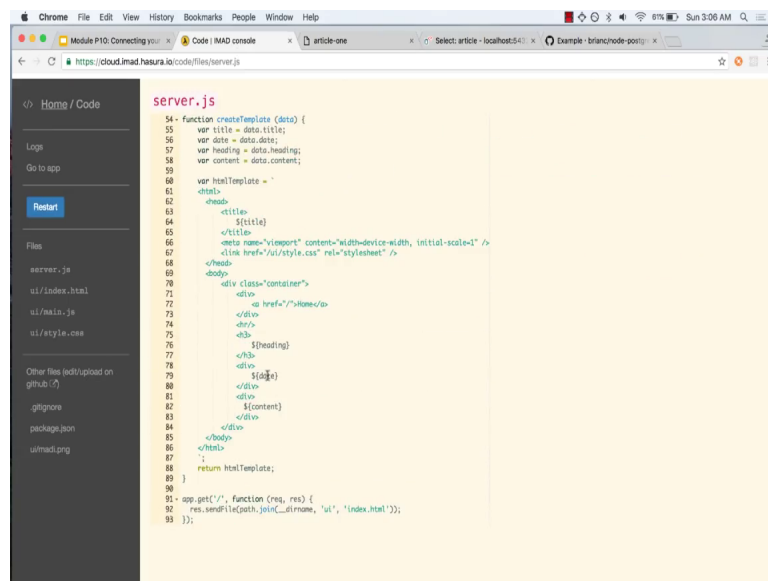 Chrome File Edit View History Bookmarks People Window Help 61% Sun 3:06 AM
Module P10: Connecting your Code | IMAD console article-one Select: article - localhost:543 Example · brianc/node-postgr
https://cloud.imad.hasura.io/code/files/server.js
</> Home / Code
Logs
Go to app
Restart
Files
server.js
ui/index.html
ui/main.js
ui/style.css
Other files (edit/upload on
github)
.gitignore
package.json
ui/madi.png
server.js
54 function createTemplate (data) {
55 var title = data.title;
56 var date = data.date;
57 var heading = data.heading;
58 var content = data.content;
59
60 var htmlTemplate = `
61 <html>
62 <head>
63 <title>
64 ${title}
65 </title>
66 <meta name="viewport" content="width=device-width, initial-scale=1" />
67 <link href="/ui/style.css" rel="stylesheet" />
68 </head>
69 <body>
70 <div class="container">
71 <div>
72 <a href="/">Home</a>
73 </div>
74 <hr/>
75 <h3>
76 ${heading}
77 </h3>
78 <div>
79 ${date}
80 </div>
81 <div>
82 ${content}
83 </div>
84 </div>
85 </body>
86 </html>
87 `;
88 return htmlTemplate;
89 }
90
91 app.get('/', function (req, res) {
92 res.sendFile(path.join(__dirname, 'ui', 'index.html'));
93 });